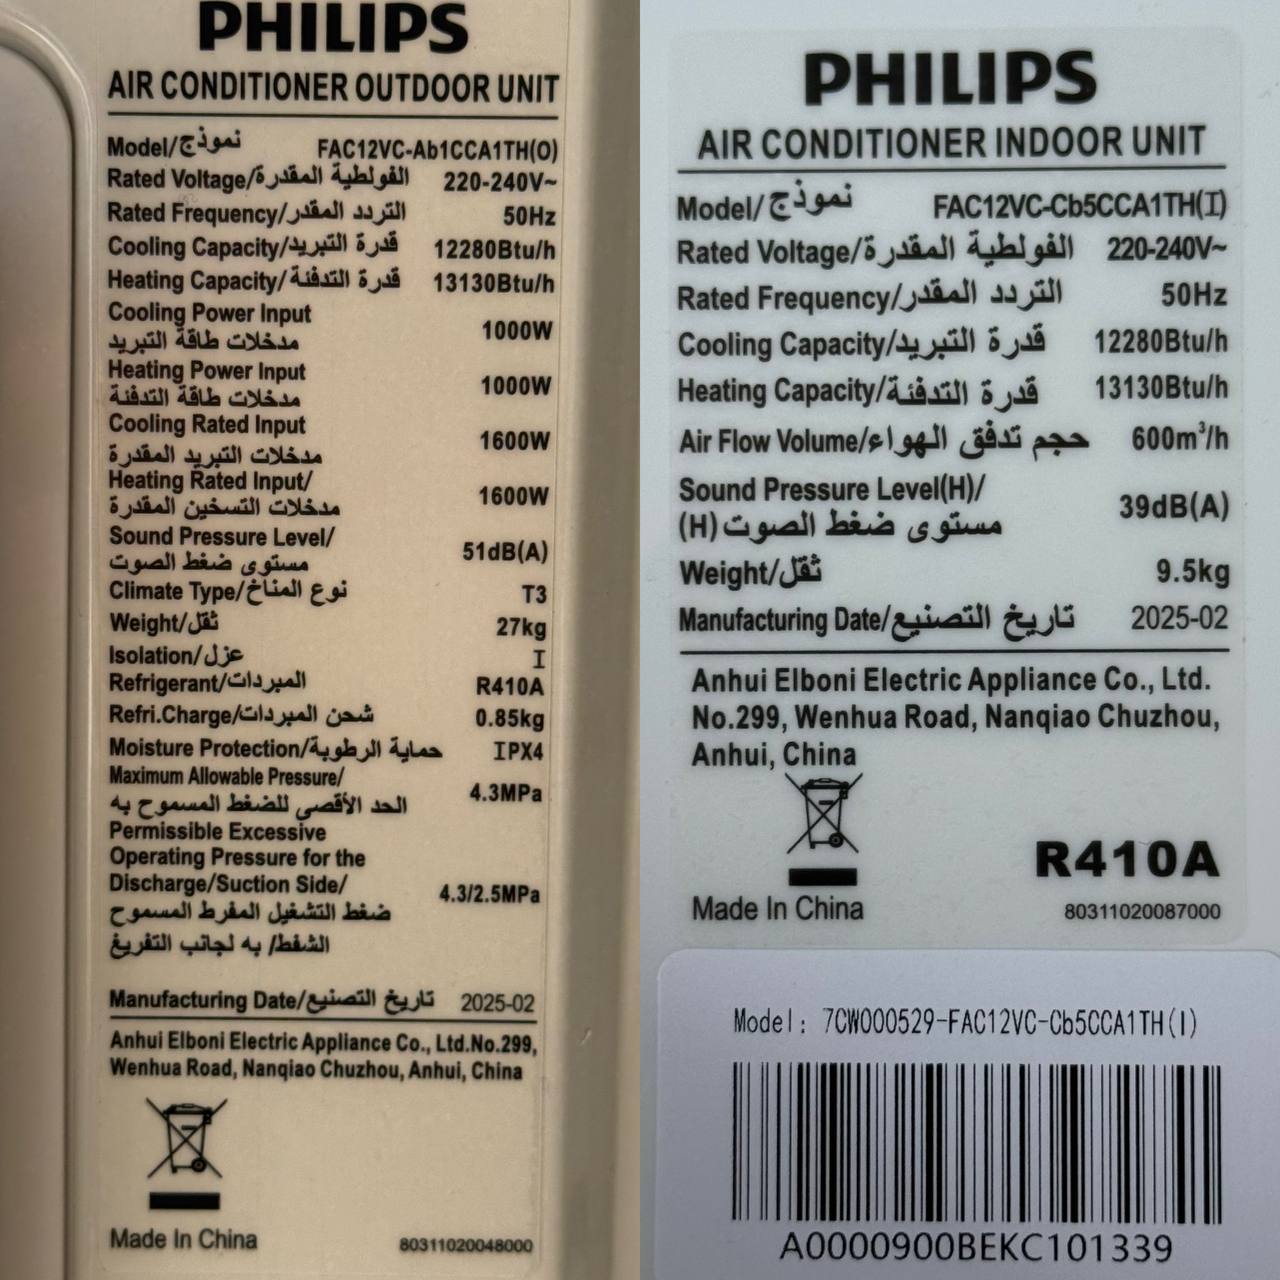 PHILIPS
AIR CONDITIONER OUTDOOR UNIT
Model/نموذج FAC12VC-Ab1CCA1TH(O)
Rated Voltage/الفولطية المقدرة 220-240V~
Rated Frequency/التردد المقدر 50Hz
Cooling Capacity/قدرة التبريد 12280Btu/h
Heating Capacity/قدرة التدفئة 13130Btu/h
Cooling Power Input
مدخلات طاقة التبريد 1000W
Heating Power Input
مدخلات طاقة التدفئة 1000W
Cooling Rated Input
مدخلات التبريد المقدرة 1600W
Heating Rated Input/
مدخلات التسخين المقدرة 1600W
Sound Pressure Level/
مستوى ضغط الصوت 51dB(A)
Climate Type/نوع المناخ T3
Weight/ثقل 27kg
Isolation/عزل I
Refrigerant/المبردات R410A
Refri.Charge/شحن المبردات 0.85kg
Moisture Protection/حماية الرطوبة IPX4
Maximum Allowable Pressure/
الحد الأقصى للضغط المسموح به 4.3MPa
Permissible Excessive
Operating Pressure for the
Discharge/Suction Side/ 4.3/2.5MPa
ضغط التشغيل المفرط المسموح
الشفط/ به لجانب التفريغ
Manufacturing Date/تاريخ التصنيع 2025-02
Anhui Elboni Electric Appliance Co., Ltd.No.299,
Wenhua Road, Nanqiao Chuzhou, Anhui, China
Made In China 80311020048000
PHILIPS
AIR CONDITIONER INDOOR UNIT
Model/نموذج FAC12VC-Cb5CCA1TH(I)
Rated Voltage/الفولطية المقدرة 220-240V~
Rated Frequency/التردد المقدر 50Hz
Cooling Capacity/قدرة التبريد 12280Btu/h
Heating Capacity/قدرة التدفئة 13130Btu/h
Air Flow Volume/حجم تدفق الهواء 600m³/h
Sound Pressure Level(H)/
مستوى ضغط الصوت(H) 39dB(A)
Weight/ثقل 9.5kg
Manufacturing Date/تاريخ التصنيع 2025-02
Anhui Elboni Electric Appliance Co., Ltd.
No.299, Wenhua Road, Nanqiao Chuzhou,
Anhui, China
R410A
Made In China 80311020087000
Model: 7CW000529-FAC12VC-Cb5CCA1TH(I)
A0000900BEKC101339